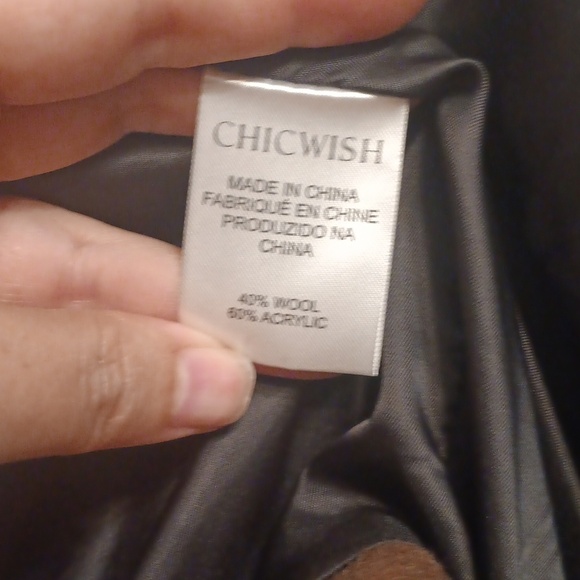 CHICWISH
MADE IN CHINA
FABRIQUÉ EN CHINE
PRODUZIDO NA
CHINA
40% WOOL
60% ACRYLIC